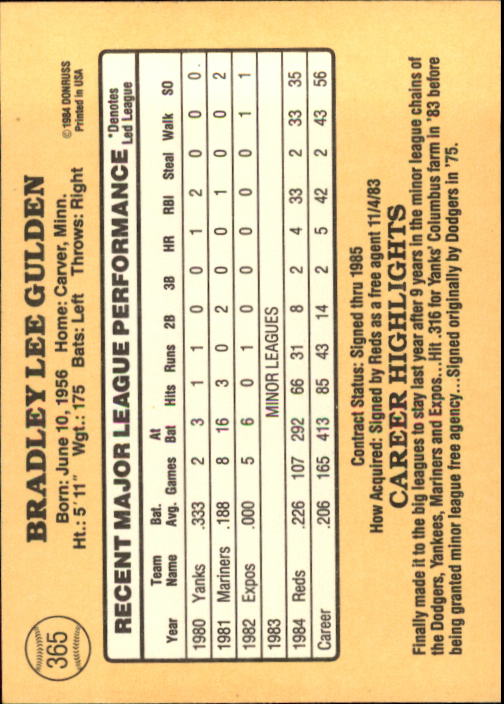 365
BRADLEY LEE GULDEN
Born: June 10, 1956 Home: Carver, Minn.
Ht.: 5' 11" Wgt.: 175 Bats: Left Throws: Right
© 1984 DONRUSS
Printed in USA
RECENT MAJOR LEAGUE PERFORMANCE
*Denotes
Led League
Year Team Name Bat. Avg. Games At Bat Hits Runs 2B 3B HR RBI Steal Walk SO
1980 Yanks .333 2 3 1 1 0 0 1 2 0 0 0
1981 Mariners .188 8 16 3 0 2 0 0 1 0 0 2
1982 Expos .000 5 6 0 1 0 0 0 0 0 1 1
1983 MINOR LEAGUES
1984 Reds .226 107 292 66 31 8 2 4 33 2 33 35
Career .206 165 413 85 43 14 2 5 42 2 43 56
Contract Status: Signed thru 1985
How Acquired: Signed by Reds as a free agent 11/4/83
CAREER HIGHLIGHTS
Finally made it to the big leagues to stay last year after 9 years in the minor league chains of
the Dodgers, Yankees, Mariners and Expos...Hit .316 for Yanks' Columbus farm in '83 before
being granted minor league free agency...Signed originally by Dodgers in '75.